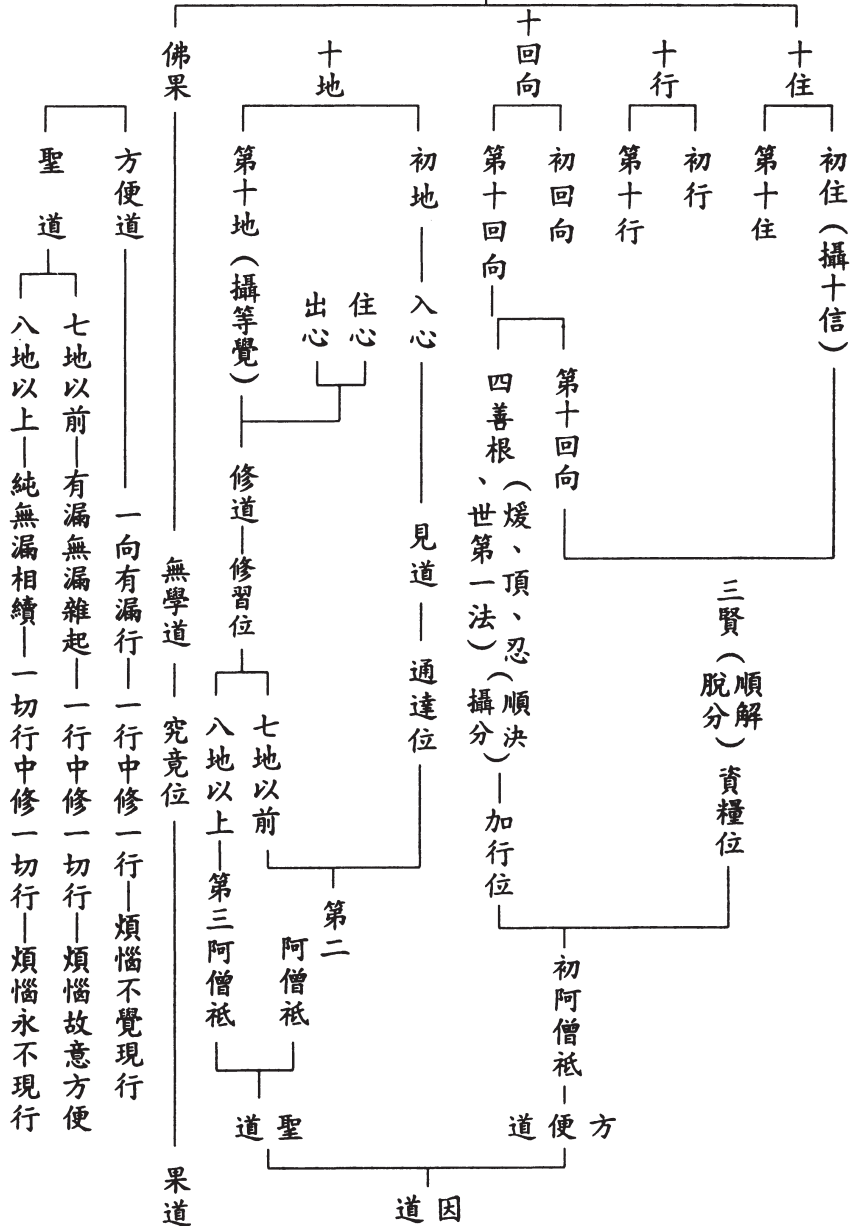 十住
初住（攝十信）
第十住
十行
初行
第十行
十回向
初回向
第十回向
第十回向
四善根（煖、頂、忍、世第一法）（順決攝分）—加行位
三賢（順解脫分）資糧位
初阿僧祇
方便道
十地
初地—入心—見道—通達位
住心
出心
第十地（攝等覺）
修道—修習位
七地以前
八地以上—第三阿僧祇
第二阿僧祇
聖道
因道
佛果—無學道—究竟位—果道
方便道—一向有漏行—一行中修一行—煩惱不覺現行
聖道
七地以前—有漏無漏雜起—一行中修一切行—煩惱故意方便
八地以上—純無漏相續—一切行中修一切行—煩惱永不現行